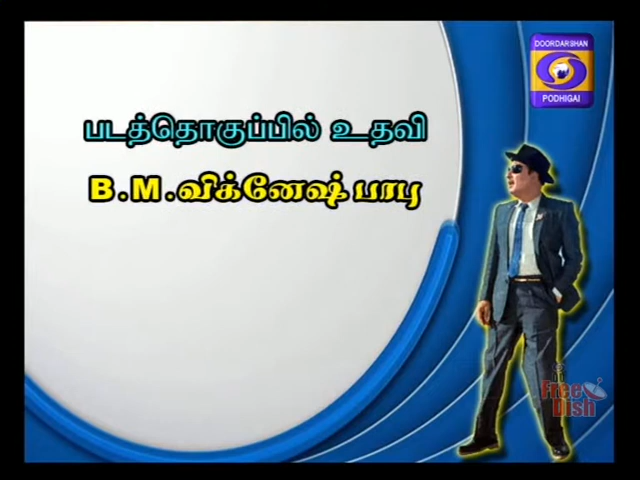 DOORDARSHAN
PODHIGAI
படத்தொகுப்பில் உதவி
B.M.விக்னேஷ் பாபு
Free
Dish